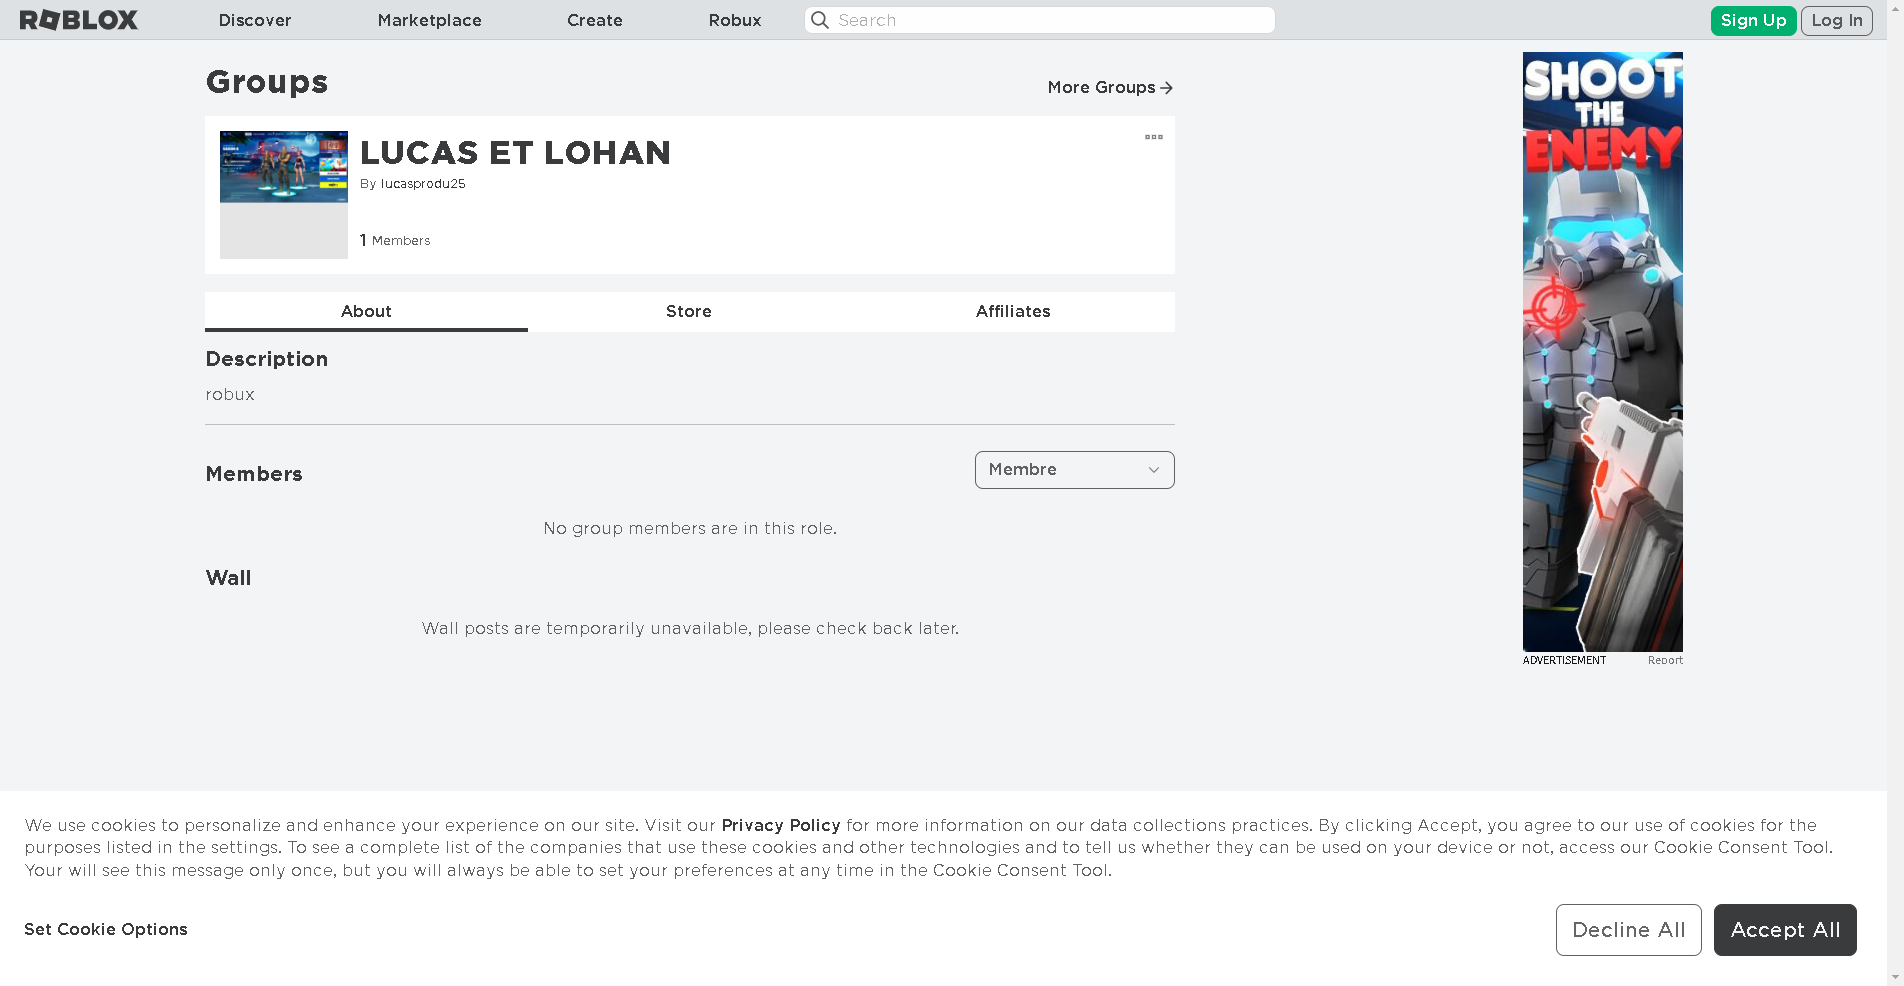 ROBLOX
Discover
Marketplace
Create
Robux
Search
Sign Up
Log In
Groups
More Groups
LUCAS ET LOHAN
By lucasprodu25
1 Members
About
Store
Affiliates
Description
robux
Members
Membre
No group members are in this role.
Wall
Wall posts are temporarily unavailable, please check back later.
SHOOT
THE
ENEMY
ADVERTISEMENT
Report
We use cookies to personalize and enhance your experience on our site. Visit our Privacy Policy for more information on our data collections practices. By clicking Accept, you agree to our use of cookies for the
purposes listed in the settings. To see a complete list of the companies that use these cookies and other technologies and to tell us whether they can be used on your device or not, access our Cookie Consent Tool.
Your will see this message only once, but you will always be able to set your preferences at any time in the Cookie Consent Tool.
Set Cookie Options
Decline All
Accept All